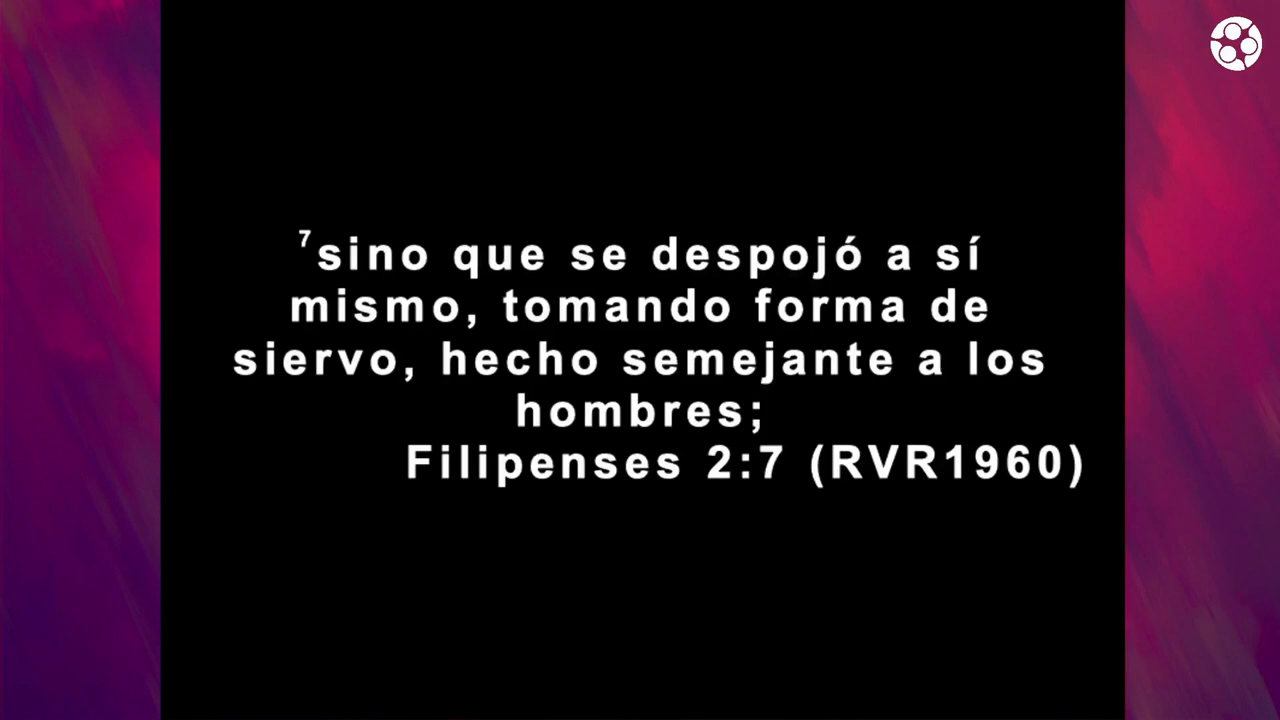 7sino que se despojó a sí
mismo, tomando forma de
siervo, hecho semejante a los
hombres;
Filipenses 2:7 (RVR1960)